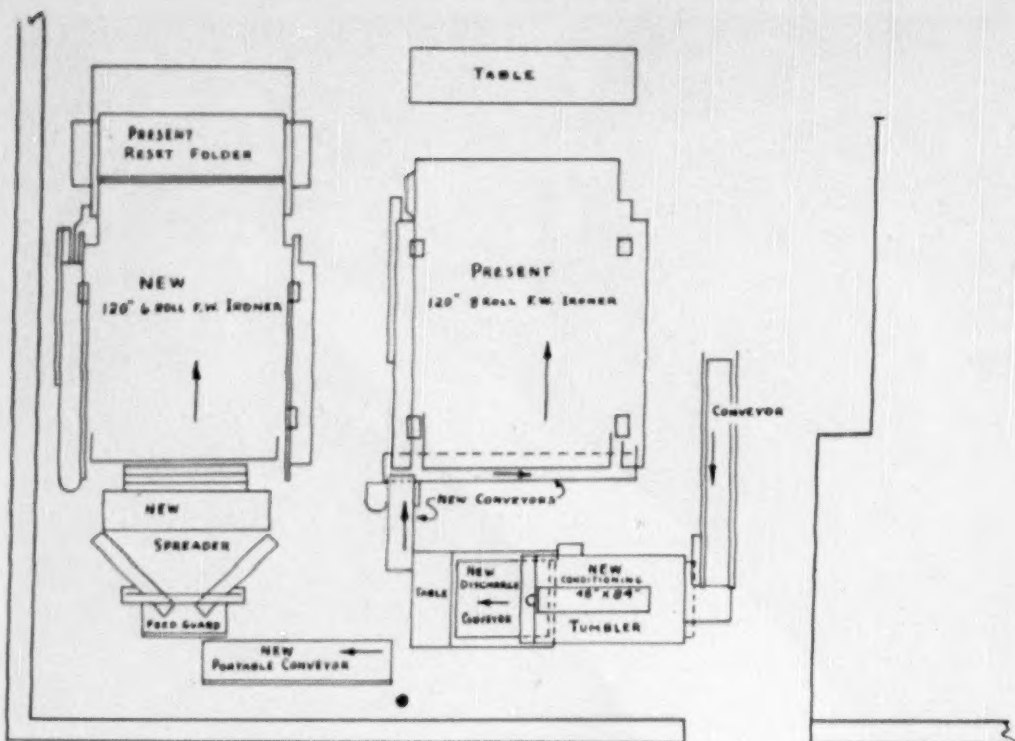 TABLE
PRESENT
RESET FOLDER
NEW
120" 6 ROLL F.W. IRONER
PRESENT
120" 8 ROLL F.W. IRONER
CONVEYOR
NEW CONVEYORS
NEW
SPREADER
FEED GUARD
NEW
PORTABLE CONVEYOR
TABLE
NEW
DISCHARGE
CONVEYOR
NEW
CONDITIONING
48" X 84"
TUMBLER